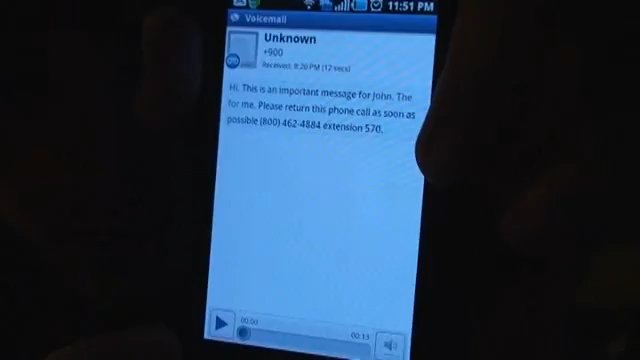 11:51 PM
Voicemail
Unknown
+900
Received: 8:20 PM (12 secs)
Hi. This is an important message for John. The
for me. Please return this phone call as soon as
possible (800) 462-4884 extension 570.
00:00
00:13